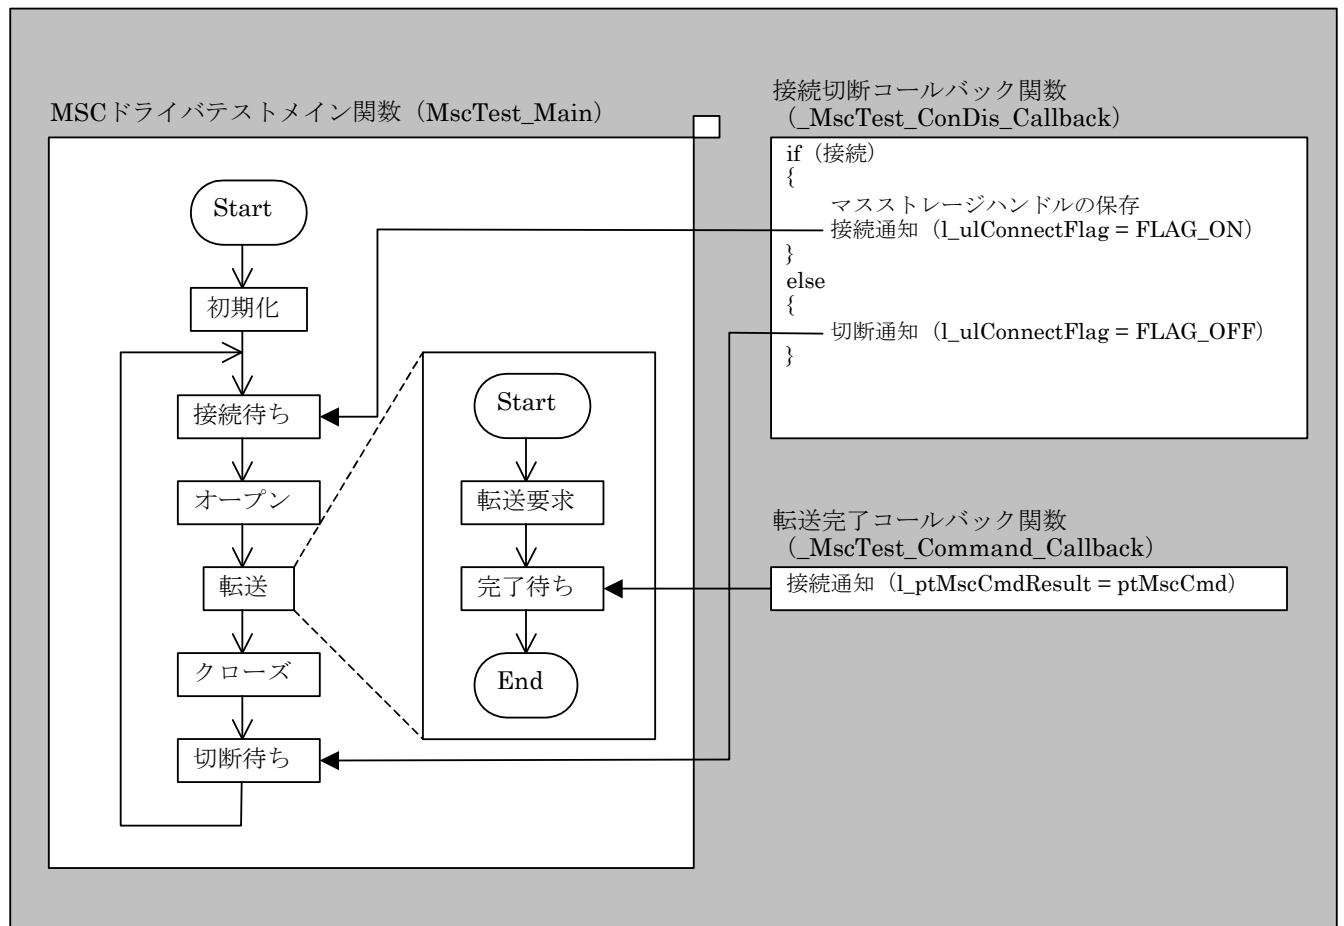 MSCドライバテストメイン関数（MscTest_Main）
Start
初期化
接続待ち
オープン
転送
クローズ
切断待ち
Start
転送要求
完了待ち
End
接続切断コールバック関数
（_MscTest_ConDis_Callback）
if（接続）
{
マスストレージハンドルの保存
接続通知（l_ulConnectFlag = FLAG_ON）
}
else
{
切断通知（l_ulConnectFlag = FLAG_OFF）
}
転送完了コールバック関数
（_MscTest_Command_Callback）
接続通知（l_ptMscCmdResult = ptMscCmd）